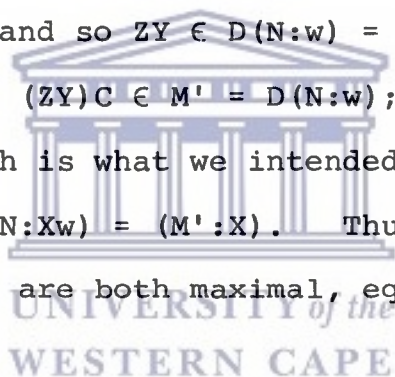 and so ZY ∈ D(N:w) =
(ZY)C ∈ M' = D(N:w);
h is what we intended
N:Xw) = (M':X). Thu
are both maximal, eq
UNIVERSITY of the
WESTERN CAPE